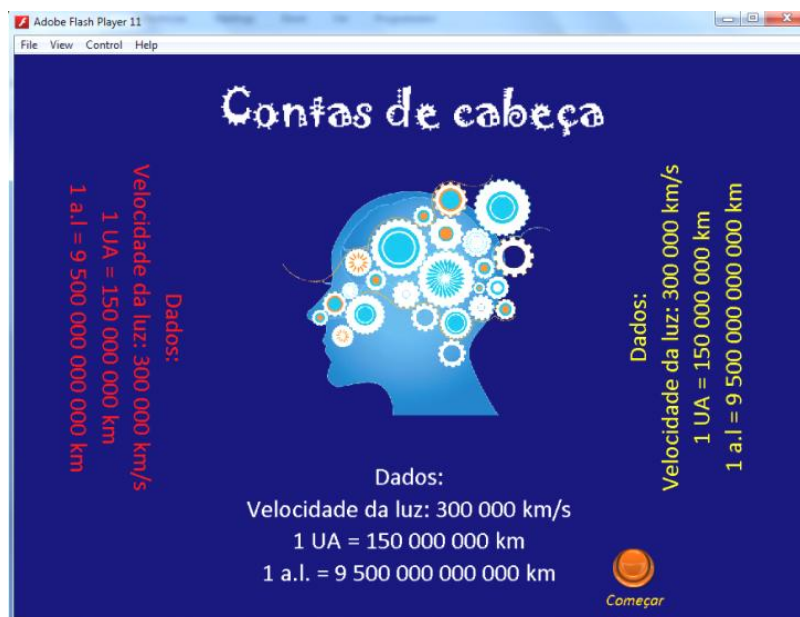 Adobe Flash Player 11
File View Control Help
Contas de cabeça
Dados:
Velocidade da luz: 300 000 km/s
1 UA = 150 000 000 km
1 a.l = 9 500 000 000 000 km
Dados:
Velocidade da luz: 300 000 km/s
1 UA = 150 000 000 km
1 a.l = 9 500 000 000 000 km
Dados:
Velocidade da luz: 300 000 km/s
1 UA = 150 000 000 km
1 a.l. = 9 500 000 000 000 km
Começar